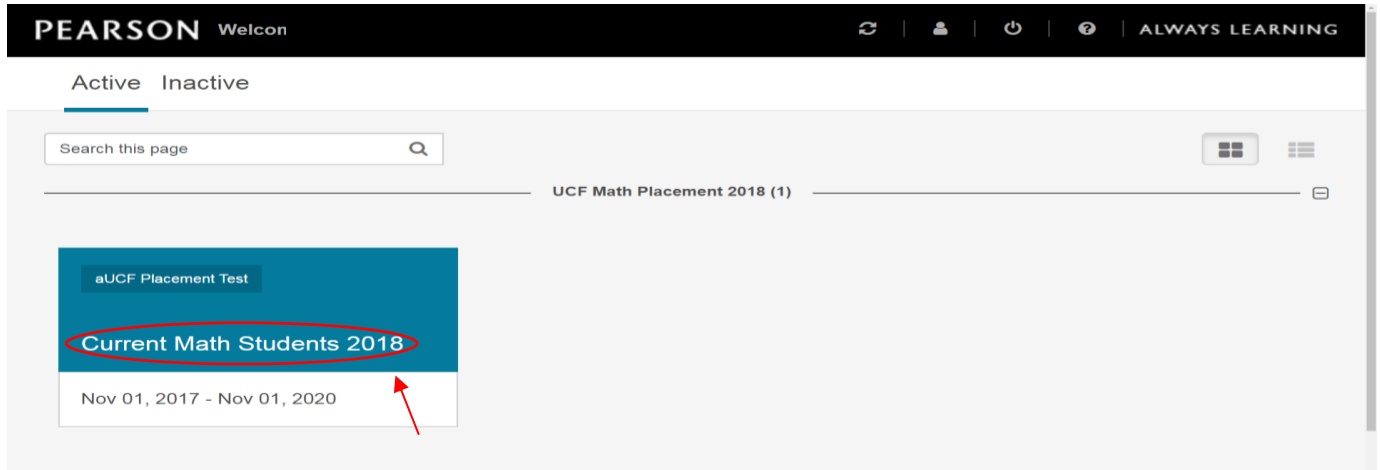 PEARSON Welcon ALWAYS LEARNING
Active Inactive
Search this page
UCF Math Placement 2018 (1)
aUCF Placement Test
Current Math Students 2018
Nov 01, 2017 - Nov 01, 2020